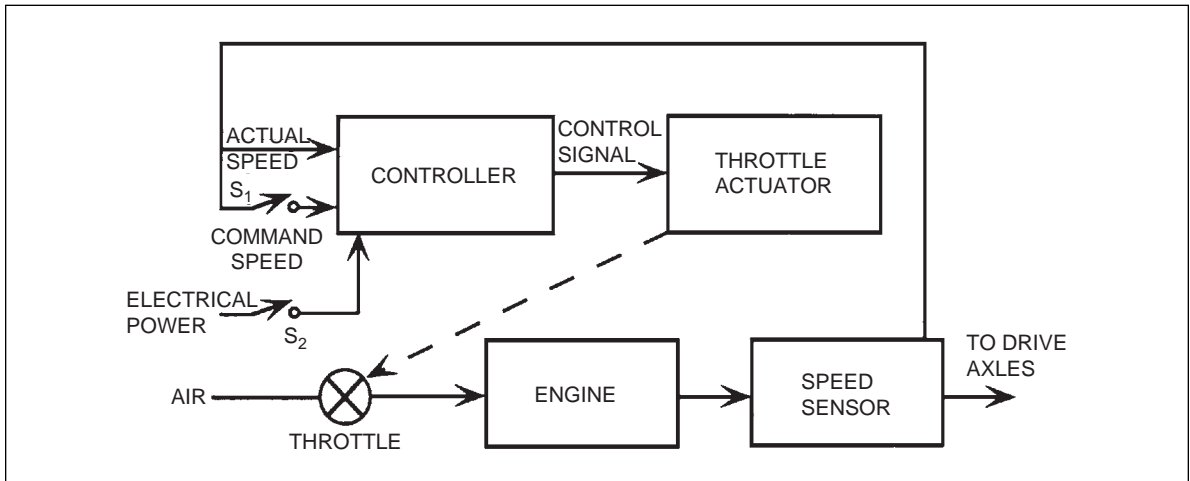 ACTUAL
SPEED
S1
COMMAND
SPEED
ELECTRICAL
POWER
S2
CONTROLLER
CONTROL
SIGNAL
THROTTLE
ACTUATOR
AIR
THROTTLE
ENGINE
SPEED
SENSOR
TO DRIVE
AXLES